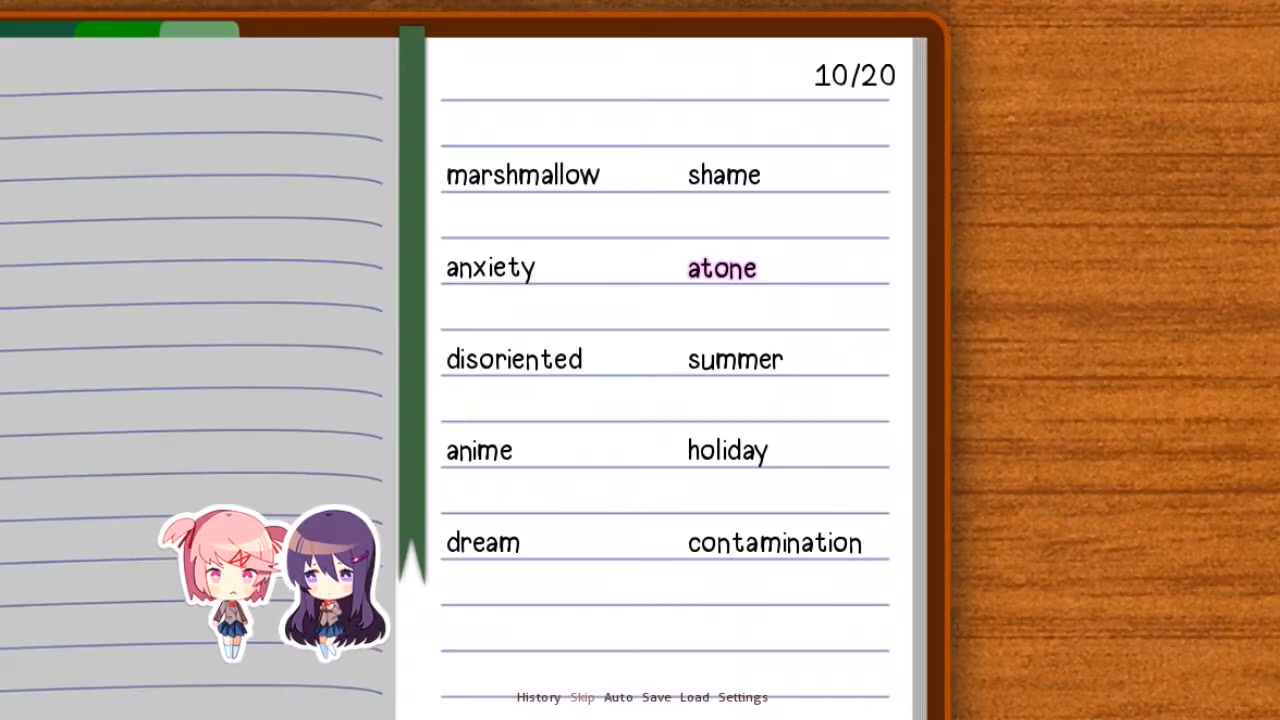 10/20
marshmallow shame
anxiety atone
disoriented summer
anime holiday
dream contamination
History Skip Auto Save Load Settings